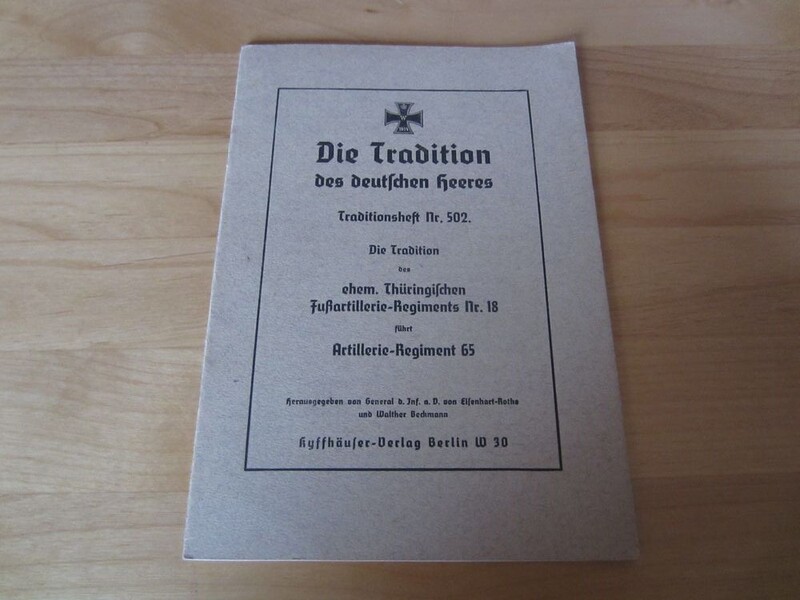 W
1914
Die Tradition
des deutſchen Heeres
Traditionsheft Nr. 502.
Die Tradition
des
ehem. Thüringiſchen
Fußartillerie-Regiments Nr. 18
führt
Artillerie-Regiment 65
Herausgegeben von General d. Inf. a. D. von Eiſenhart-Rothe
und Walther Beckmann
Kyffhäuſer-Verlag Berlin W 30